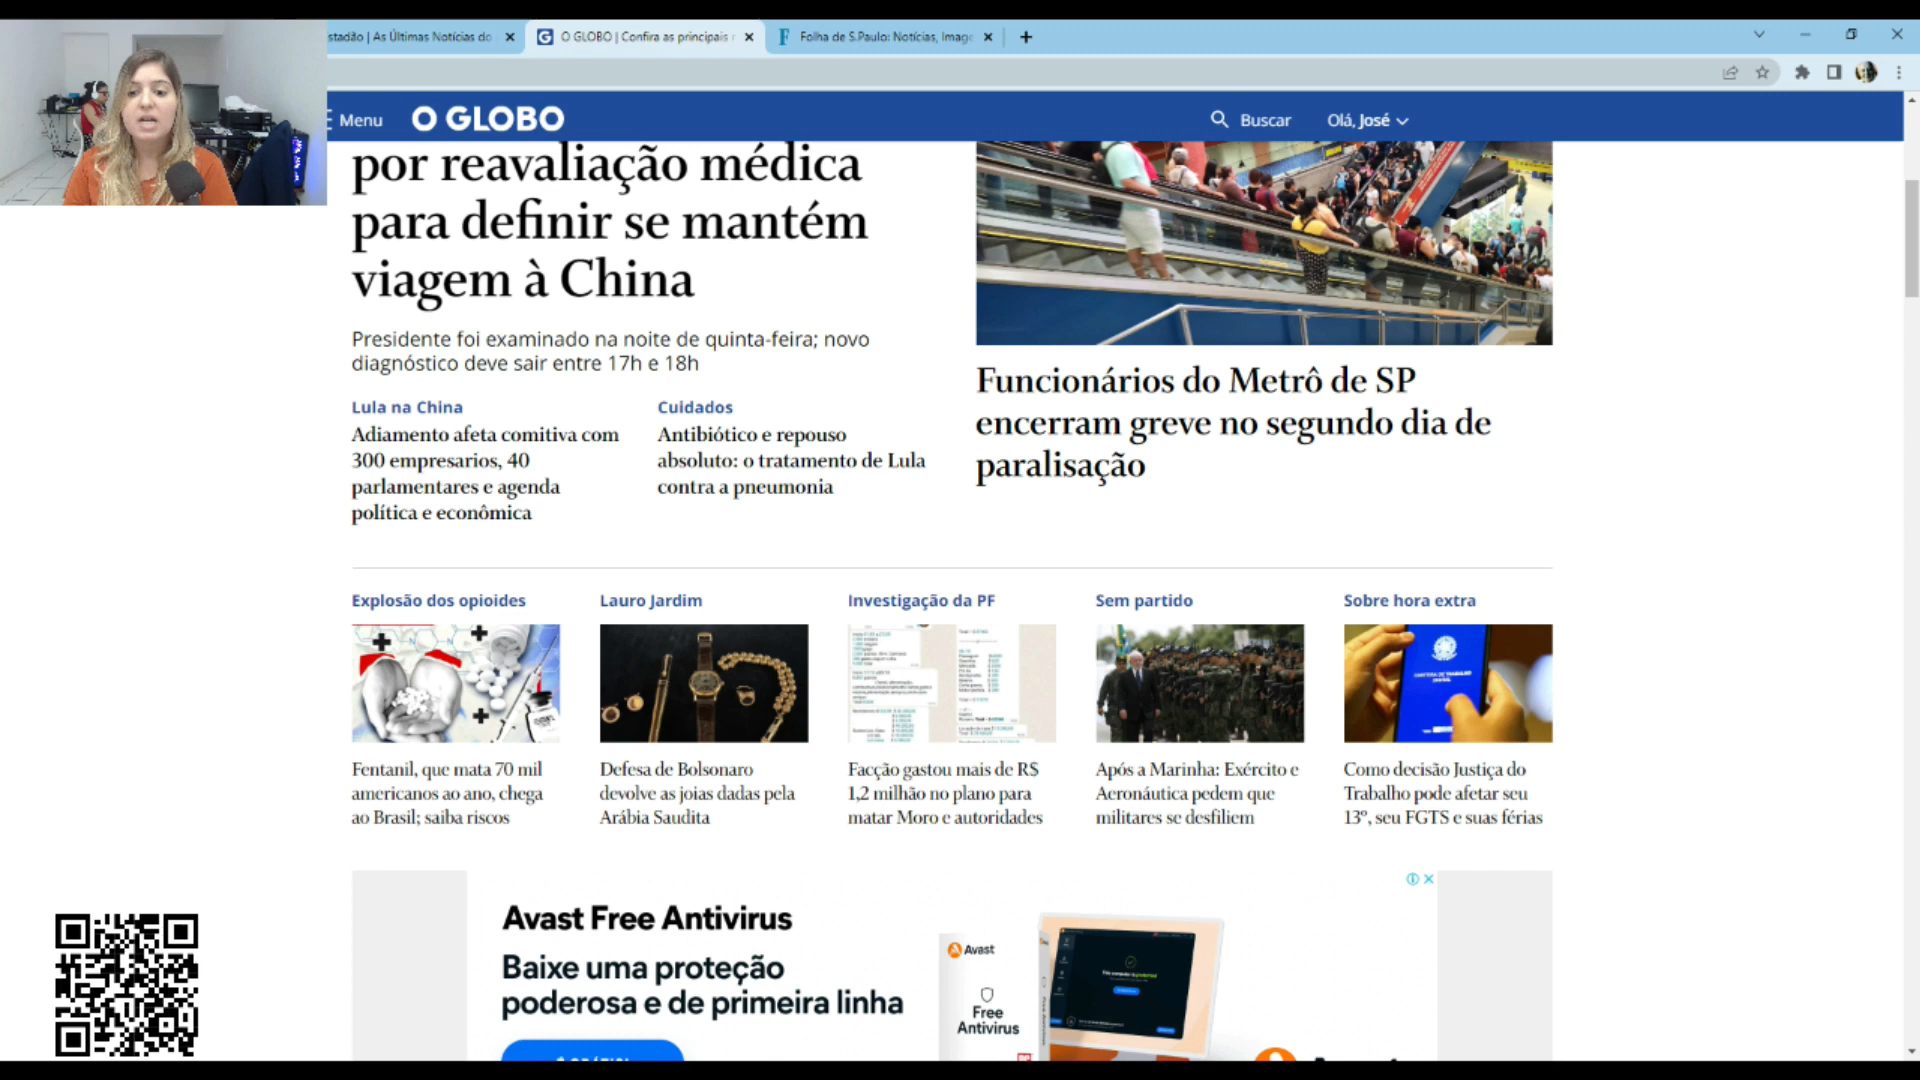 stadão | As Últimas Notícias do
O GLOBO | Confira as principais
Folha de S.Paulo: Notícias, Image
Menu
O GLOBO
Buscar
Olá, José
por reavaliação médica
para definir se mantém
viagem à China
Presidente foi examinado na noite de quinta-feira; novo
diagnóstico deve sair entre 17h e 18h
Lula na China
Adiamento afeta comitiva com
300 empresarios, 40
parlamentares e agenda
política e econômica
Cuidados
Antibiótico e repouso
absoluto: o tratamento de Lula
contra a pneumonia
Funcionários do Metrô de SP
encerram greve no segundo dia de
paralisação
Explosão dos opioides
Fentanil, que mata 70 mil
americanos ao ano, chega
ao Brasil; saiba riscos
Lauro Jardim
Defesa de Bolsonaro
devolve as joias dadas pela
Arábia Saudita
Investigação da PF
Facção gastou mais de R$
1,2 milhão no plano para
matar Moro e autoridades
Sem partido
Após a Marinha: Exército e
Aeronáutica pedem que
militares se desfiliem
Sobre hora extra
CARTEIRA DE TRABALHO
DIGITAL
Como decisão Justiça do
Trabalho pode afetar seu
13º, seu FGTS e suas férias
Avast Free Antivirus
Baixe uma proteção
poderosa e de primeira linha
Avast
Free
Antivirus